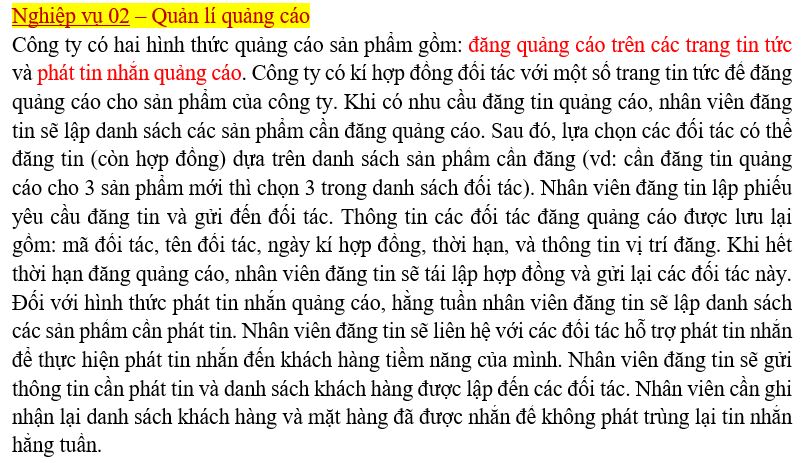 Nghiệp vụ 02 – Quản lí quảng cáo
Công ty có hai hình thức quảng cáo sản phẩm gồm: đăng quảng cáo trên các trang tin tức
và phát tin nhắn quảng cáo. Công ty có kí hợp đồng đối tác với một số trang tin tức để đăng
quảng cáo cho sản phẩm của công ty. Khi có nhu cầu đăng tin quảng cáo, nhân viên đăng
tin sẽ lập danh sách các sản phẩm cần đăng quảng cáo. Sau đó, lựa chọn các đối tác có thể
đăng tin (còn hợp đồng) dựa trên danh sách sản phẩm cần đăng (vd: cần đăng tin quảng
cáo cho 3 sản phẩm mới thì chọn 3 trong danh sách đối tác). Nhân viên đăng tin lập phiếu
yêu cầu đăng tin và gửi đến đối tác. Thông tin các đối tác đăng quảng cáo được lưu lại
gồm: mã đối tác, tên đối tác, ngày kí hợp đồng, thời hạn, và thông tin vị trí đăng. Khi hết
thời hạn đăng quảng cáo, nhân viên đăng tin sẽ tái lập hợp đồng và gửi lại các đối tác này.
Đối với hình thức phát tin nhắn quảng cáo, hằng tuần nhân viên đăng tin sẽ lập danh sách
các sản phẩm cần phát tin. Nhân viên đăng tin sẽ liên hệ với các đối tác hỗ trợ phát tin nhắn
để thực hiện phát tin nhắn đến khách hàng tiềm năng của mình. Nhân viên đăng tin sẽ gửi
thông tin cần phát tin và danh sách khách hàng được lập đến các đối tác. Nhân viên cần ghi
nhận lại danh sách khách hàng và mặt hàng đã được nhắn để không phát trùng lại tin nhắn
hằng tuần.